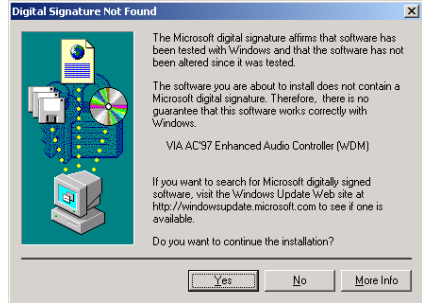 Digital Signature Not Found
The Microsoft digital signature affirms that software has
been tested with Windows and that the software has not
been altered since it was tested.
The software you are about to install does not contain a
Microsoft digital signature. Therefore, there is no
guarantee that this software works correctly with
Windows.
VIA AC'97 Enhanced Audio Controller (WDM)
If you want to search for Microsoft digitally signed
software, visit the Windows Update Web site at
http://windowsupdate.microsoft.com to see if one is
available.
Do you want to continue the installation?
Yes No More Info